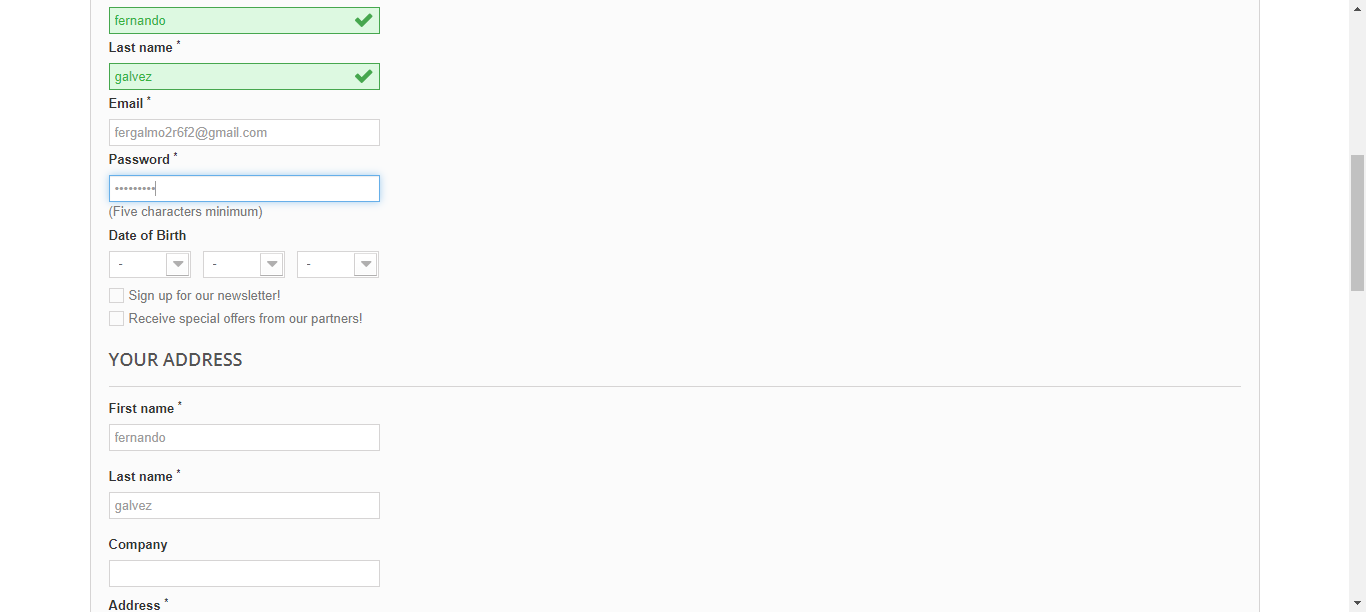 fernando
Last name *
galvez
Email *
fergalmo2r6f2@gmail.com
Password *
•••••••••
(Five characters minimum)
Date of Birth
- - -
Sign up for our newsletter!
Receive special offers from our partners!
YOUR ADDRESS
First name *
fernando
Last name *
galvez
Company
Address *